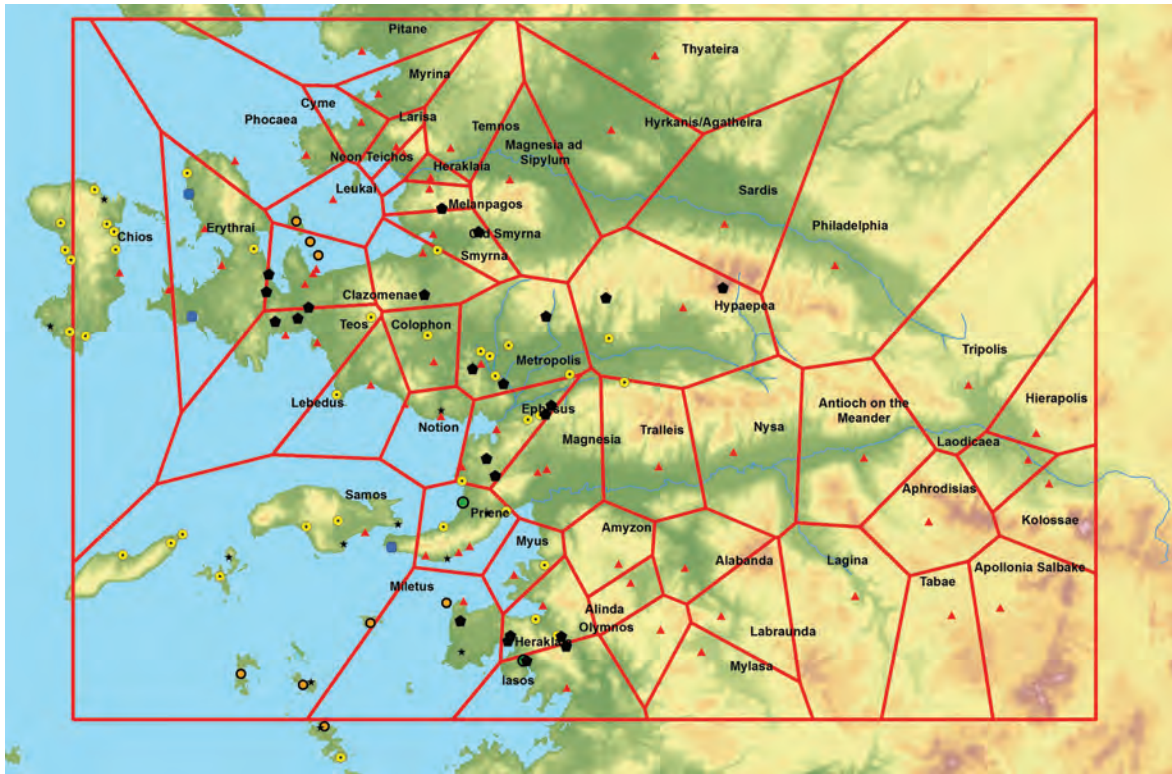 Pitane
Thyateira
Myrina
Cyme
Phocaea
Larisa
Temnos
Hyrkanis/Agatheira
Magnesia ad
Sipylum
Neon Teichos
Heraklaia
Leukai
Sardis
Melanpagos
Philadelphia
Erythrai
Chios
Old Smyrna
Smyrna
Clazomenae
Hypaepea
Teos
Colophon
Metropolis
Tripolis
Lebedus
Ephesus
Hierapolis
Antioch on the
Meander
Notion
Magnesia
Tralleis
Nysa
Laodicaea
Samos
Aphrodisias
Priene
Kolossae
Myus
Amyzon
Alabanda
Lagina
Apollonia Salbake
Miletus
Tabae
Alinda
Olymnos
Labraunda
Heraklaia
Mylasa
Iasos